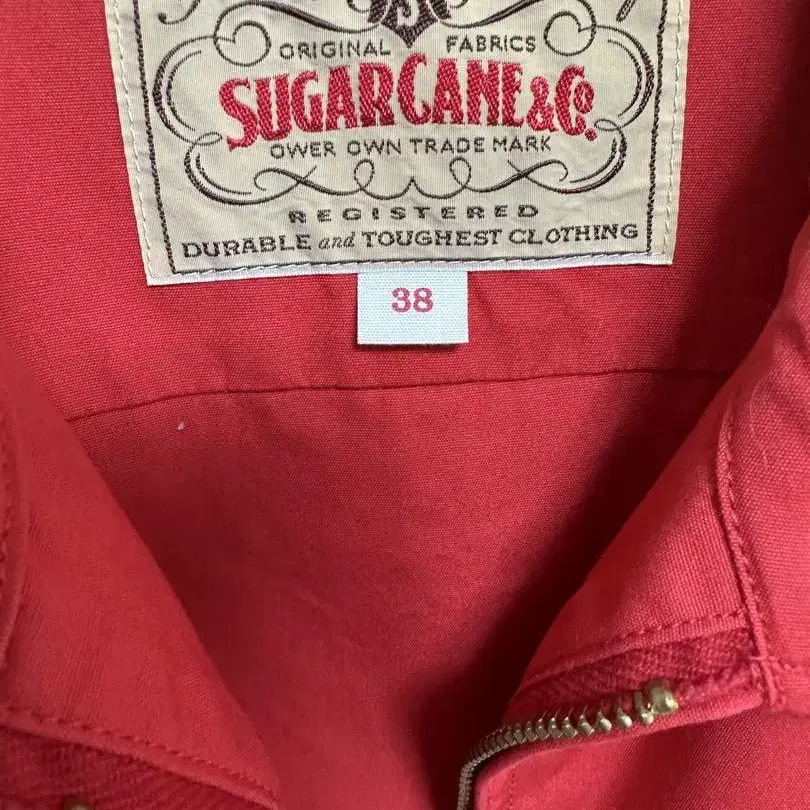 ORIGINAL FABRICS
SUGAR CANE & Co.
OWER OWN TRADE MARK
REGISTERED
DURABLE and TOUGHEST CLOTHING
38